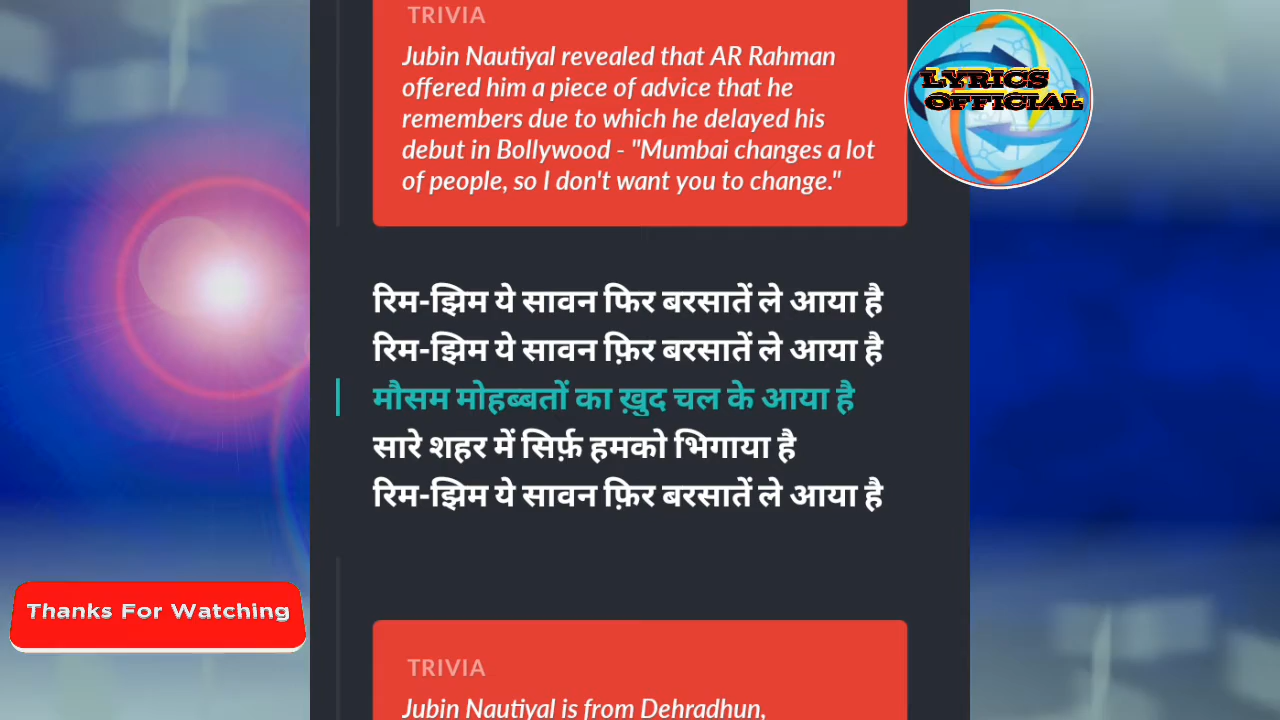 TRIVIA
Jubin Nautiyal revealed that AR Rahman
offered him a piece of advice that he
remembers due to which he delayed his
debut in Bollywood - "Mumbai changes a lot
of people, so I don't want you to change."
LYRICS
OFFICIAL
रिम-झिम ये सावन फिर बरसातें ले आया है
रिम-झिम ये सावन फ़िर बरसातें ले आया है
मौसम मोहब्बतों का ख़ुद चल के आया है
सारे शहर में सिर्फ़ हमको भिगाया है
रिम-झिम ये सावन फ़िर बरसातें ले आया है
Thanks For Watching
TRIVIA
Jubin Nautiyal is from Dehradhun,